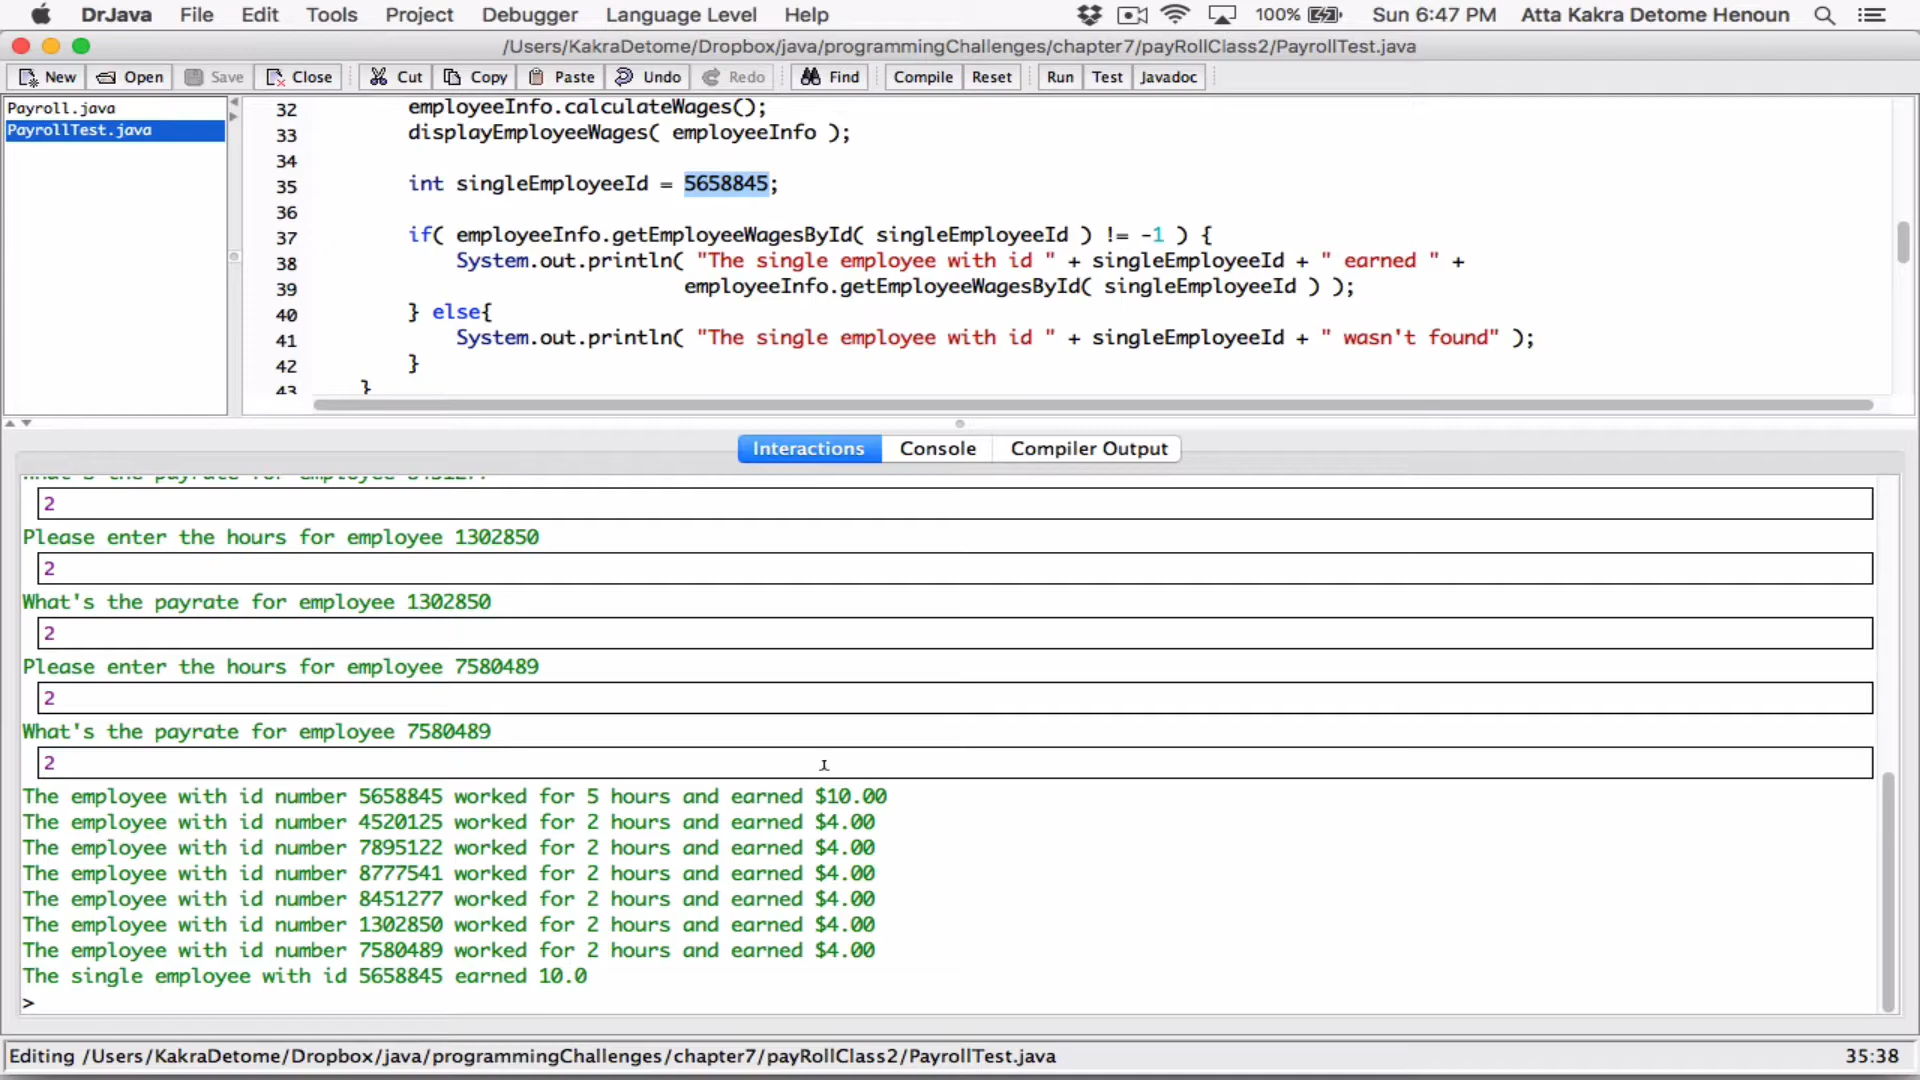 DrJava File Edit Tools Project Debugger Language Level Help 100% Sun 6:47 PM Atta Kakra Detome Henoun
/Users/KakraDetome/Dropbox/java/programmingChallenges/chapter7/payRollClass2/PayrollTest.java
New Open Save Close Cut Copy Paste Undo Redo Find Compile Reset Run Test Javadoc
Payroll.java
PayrollTest.java
32 employeeInfo.calculateWages();
33 displayEmployeeWages( employeeInfo );
34
35 int singleEmployeeId = 5658845;
36
37 if( employeeInfo.getEmployeeWagesById( singleEmployeeId ) != -1 ) {
38 System.out.println( "The single employee with id " + singleEmployeeId + " earned " +
39 employeeInfo.getEmployeeWagesById( singleEmployeeId ) );
40 } else{
41 System.out.println( "The single employee with id " + singleEmployeeId + " wasn't found" );
42 }
43 }
Interactions Console Compiler Output
What's the payrate for employee 8451277
2
Please enter the hours for employee 1302850
2
What's the payrate for employee 1302850
2
Please enter the hours for employee 7580489
2
What's the payrate for employee 7580489
2
The employee with id number 5658845 worked for 5 hours and earned $10.00
The employee with id number 4520125 worked for 2 hours and earned $4.00
The employee with id number 7895122 worked for 2 hours and earned $4.00
The employee with id number 8777541 worked for 2 hours and earned $4.00
The employee with id number 8451277 worked for 2 hours and earned $4.00
The employee with id number 1302850 worked for 2 hours and earned $4.00
The employee with id number 7580489 worked for 2 hours and earned $4.00
The single employee with id 5658845 earned 10.0
>
Editing /Users/KakraDetome/Dropbox/java/programmingChallenges/chapter7/payRollClass2/PayrollTest.java 35:38